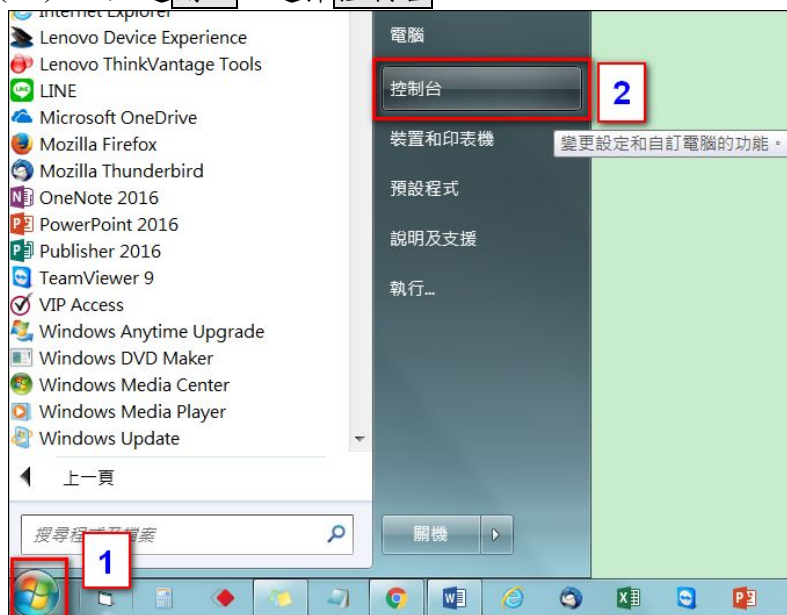 Internet Explorer
Lenovo Device Experience
Lenovo ThinkVantage Tools
LINE
Microsoft OneDrive
Mozilla Firefox
Mozilla Thunderbird
OneNote 2016
PowerPoint 2016
Publisher 2016
TeamViewer 9
VIP Access
Windows Anytime Upgrade
Windows DVD Maker
Windows Media Center
Windows Media Player
Windows Update
上一頁
搜尋程式及檔案
1
電腦
控制台
2
裝置和印表機
變更設定和自訂電腦的功能。
預設程式
說明及支援
執行...
關機